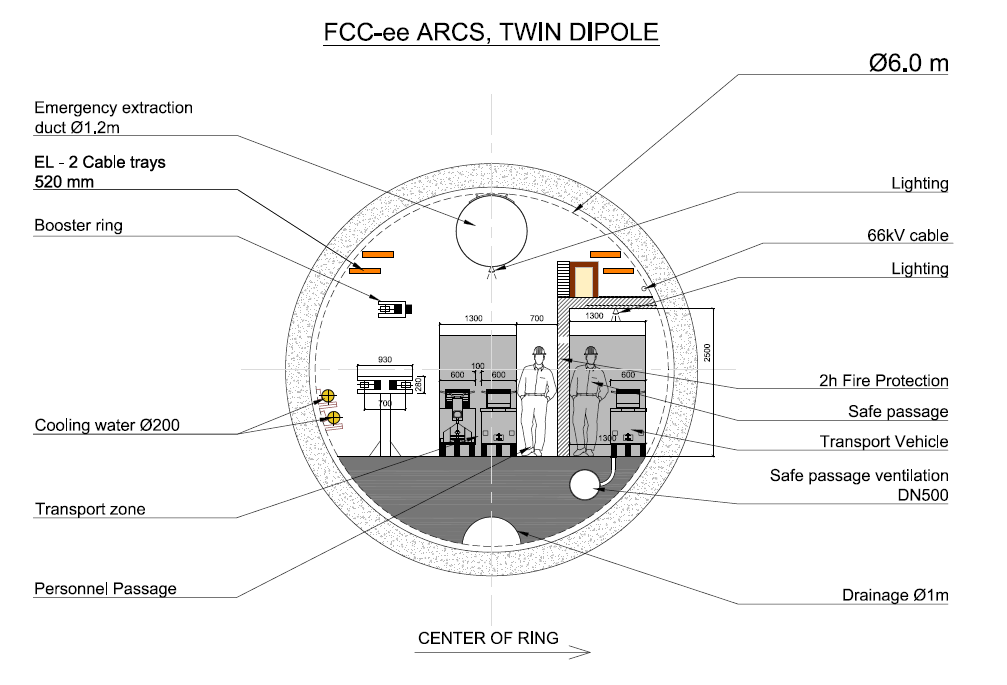 FCC-ee ARCS, TWIN DIPOLE
Ø6.0 m
Emergency extraction
duct Ø1.2m
EL - 2 Cable trays
520 mm
Booster ring
Lighting
66kV cable
Lighting
1300
700
1300
2500
930
100
600
600
600
280
700
1300
2h Fire Protection
Safe passage
Transport Vehicle
Cooling water Ø200
Safe passage ventilation
DN500
Transport zone
Personnel Passage
Drainage Ø1m
CENTER OF RING